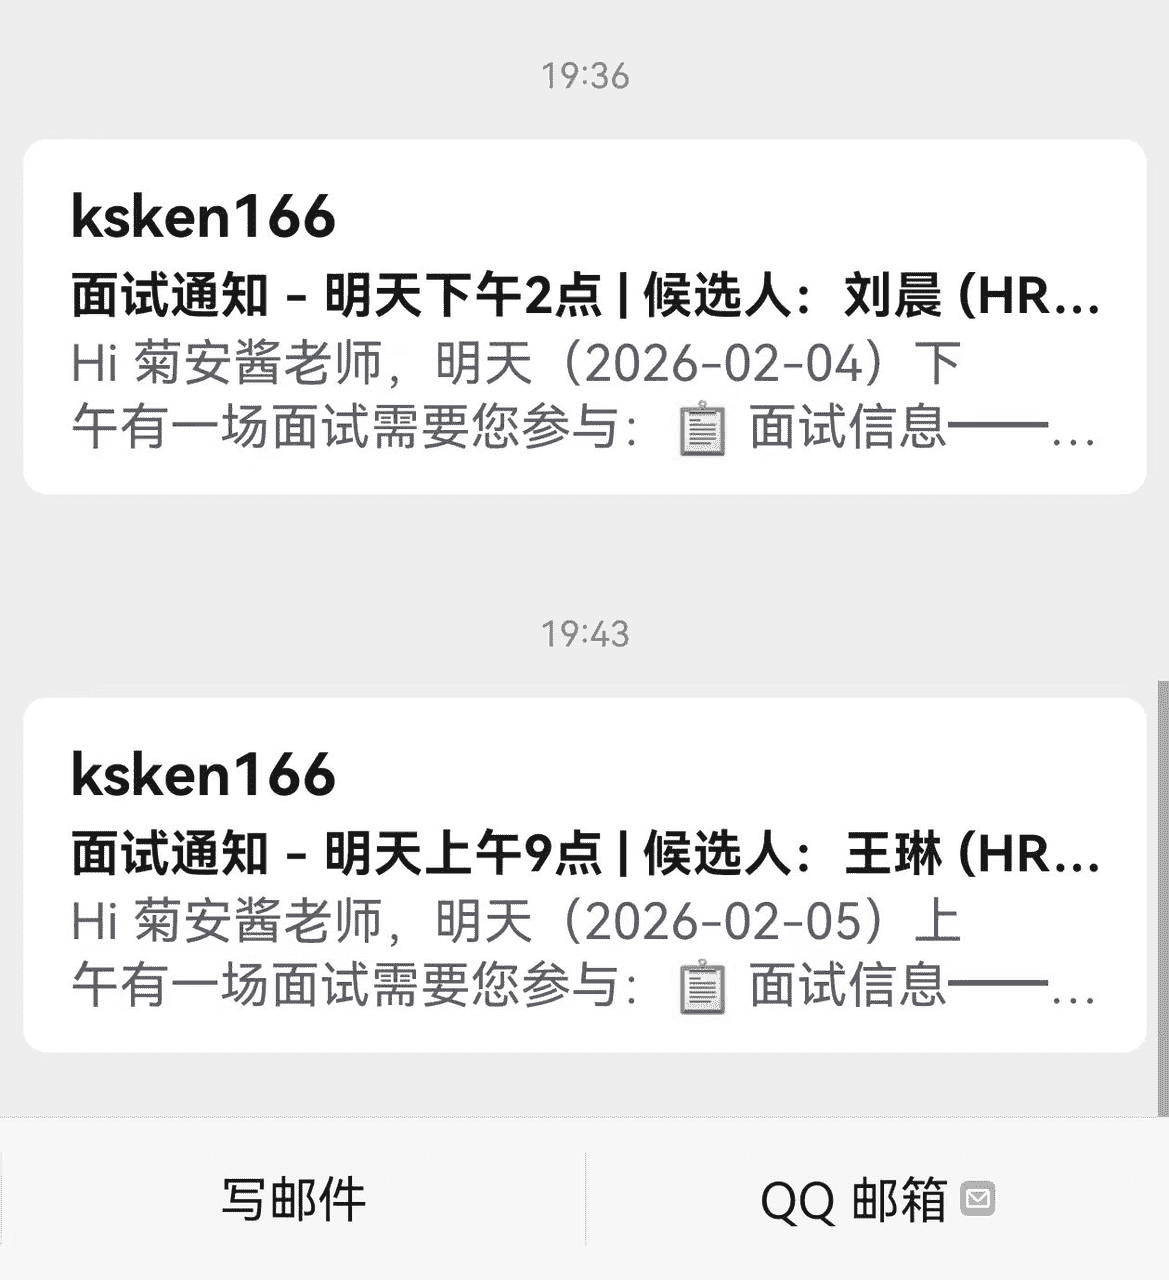 19:36
ksken166
面试通知 - 明天下午2点 | 候选人：刘晨 (HR...
Hi 菊安酱老师，明天（2026-02-04）下
午有一场面试需要您参与： 📋 面试信息——...
19:43
ksken166
面试通知 - 明天上午9点 | 候选人：王琳 (HR...
Hi 菊安酱老师，明天（2026-02-05）上
午有一场面试需要您参与： 📋 面试信息——...
写邮件
QQ 邮箱